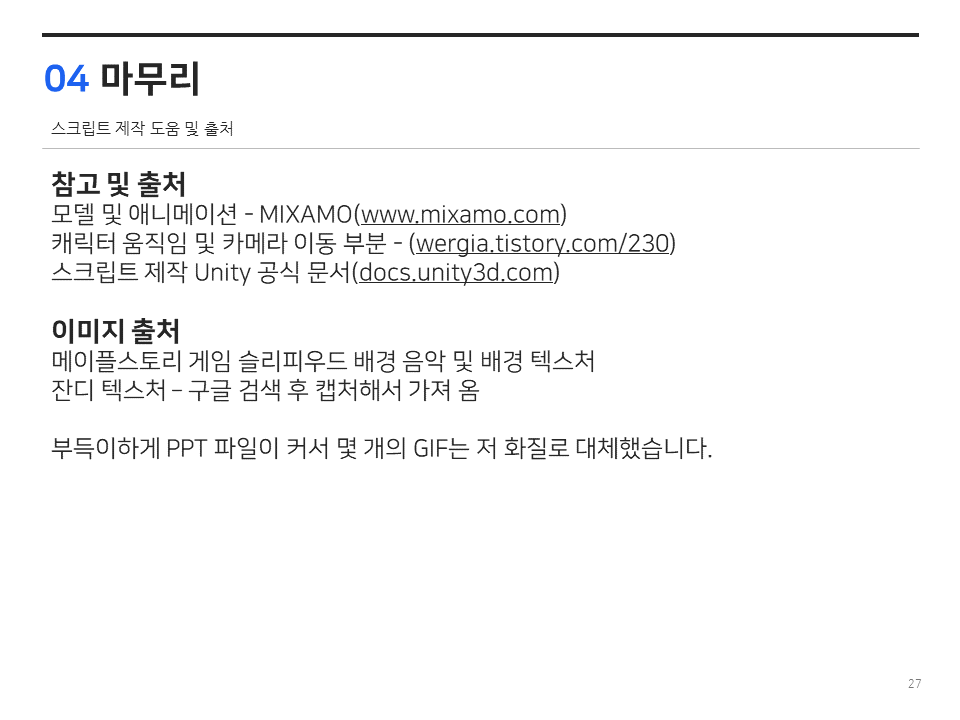 04 마무리
스크립트 제작 도움 및 출처
참고 및 출처
모델 및 애니메이션 - MIXAMO(www.mixamo.com)
캐릭터 움직임 및 카메라 이동 부분 - (wergia.tistory.com/230)
스크립트 제작 Unity 공식 문서(docs.unity3d.com)
이미지 출처
메이플스토리 게임 슬리피우드 배경 음악 및 배경 텍스처
잔디 텍스처 – 구글 검색 후 캡처해서 가져 옴
부득이하게 PPT 파일이 커서 몇 개의 GIF는 저 화질로 대체했습니다.
27